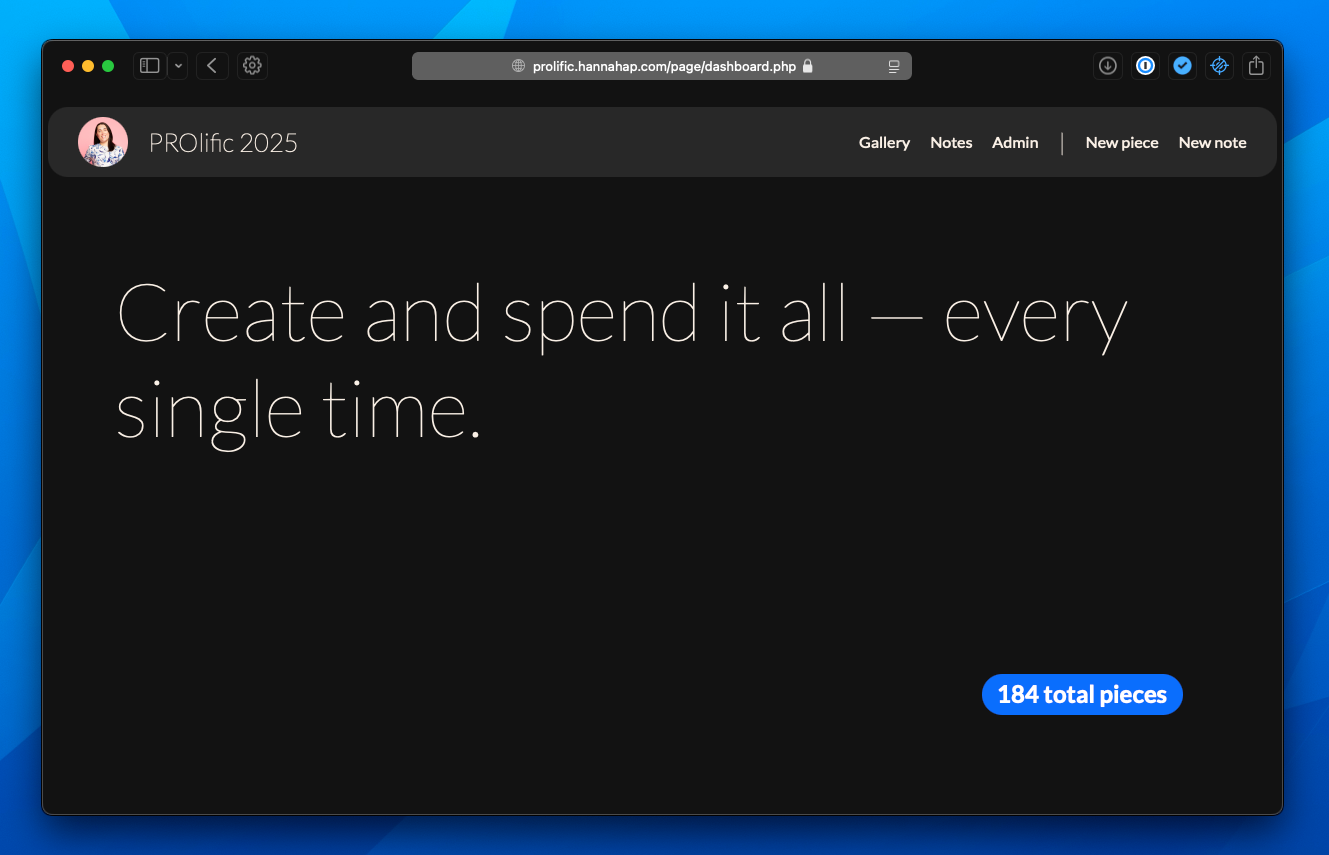 prolific.hannahap.com/page/dashboard.php
PROlific 2025
Gallery Notes Admin | New piece New note
Create and spend it all — every
single time.
184 total pieces